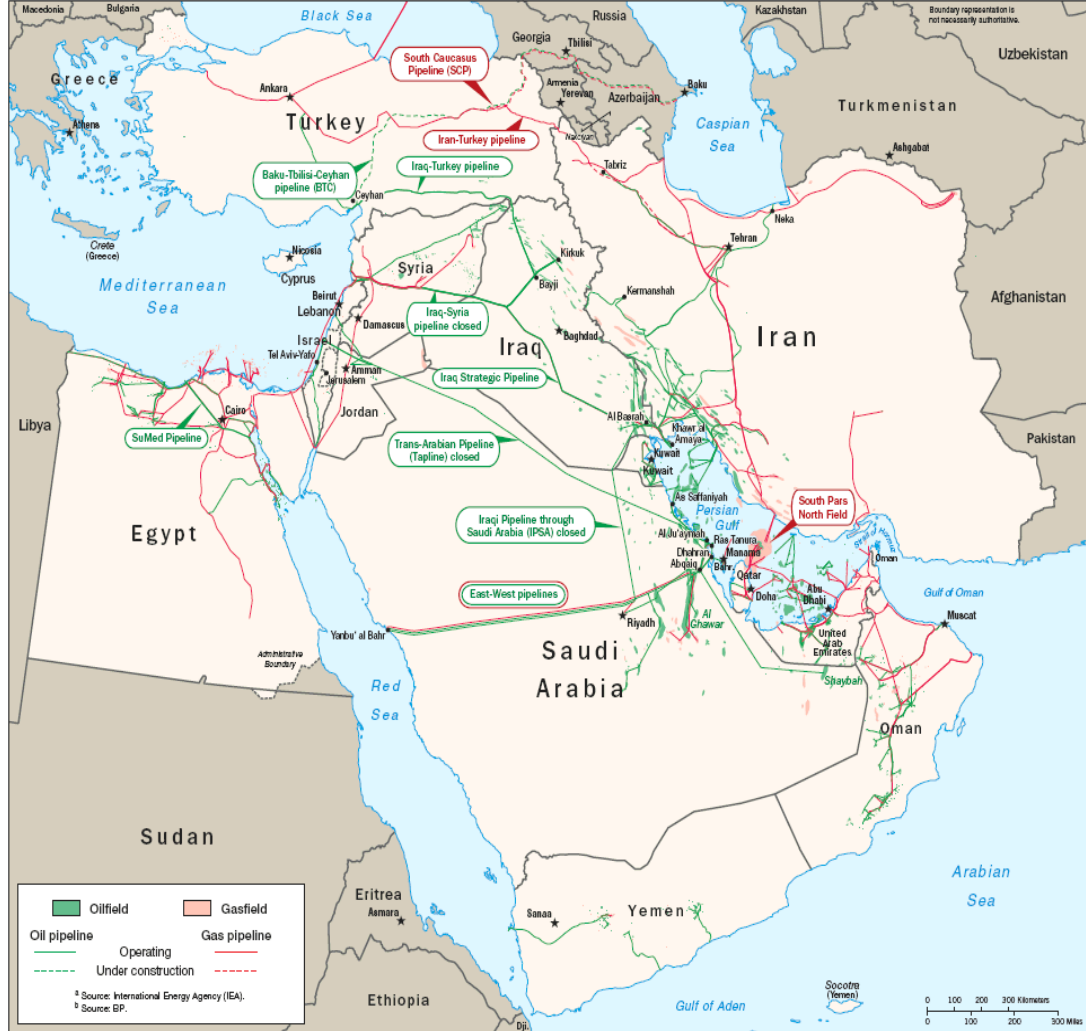 Macedonia
Bulgaria
Black Sea
Russia
Kazakhstan
Boundary representation is
not necessarily authoritative.
Georgia
Tbilisi
Uzbekistan
South Caucasus
Pipeline (SCP)
Greece
Ankara
Armenia
Yerevan
Azerbaijan
Baku
Turkmenistan
Athens
Turkey
Iran-Turkey pipeline
Caspian
Sea
Ashgabat
Baku-Tbilisi-Ceyhan
pipeline (BTC)
Iraq-Turkey pipeline
Tabriz
Ceyhan
Neka
Crete
(Greece)
Nicosia
Cyprus
Syria
Kirkuk
Tehran
Mediterranean
Sea
Bayji
Kermanshah
Afghanistan
Beirut
Lebanon
Iraq-Syria
pipeline closed
Damascus
Baghdad
Iran
Israel
Iraq
Tel Aviv-Yafo
Amman
Jerusalem
Iraq Strategic Pipeline
Jordan
Libya
Cairo
SuMed Pipeline
Al Basrah
Khawr al
Amaya
Pakistan
Trans-Arabian Pipeline
(Tapline) closed
Kuwait
Kuwait
As Saffaniyah
Persian
Gulf
South Pars
North Field
Egypt
Iraqi Pipeline through
Saudi Arabia (IPSA) closed
Al Ju'aymah
Ras Tanura
Strait of Hormuz
Oman
Dhahran
Manama
Abqaiq
Bahr.
Qatar
Doha
Abu
Dhabi
Gulf of Oman
East-West pipelines
Riyadh
Al
Ghawar
Muscat
United
Arab
Emirates
Yanbu' al Bahr
Saudi
Arabia
Administrative
Boundary
Shaybah
Red
Sea
Oman
Sudan
Arabian
Sea
Eritrea
Asmara
Sanaa
Yemen
Oilfield
Gasfield
Oil pipeline
Gas pipeline
Operating
Under construction
a Source: International Energy Agency (IEA).
b Source: BP.
Ethiopia
Dji.
Gulf of Aden
Socotra
(Yemen)
0 100 200 300 Kilometers
0 100 200 300 Miles